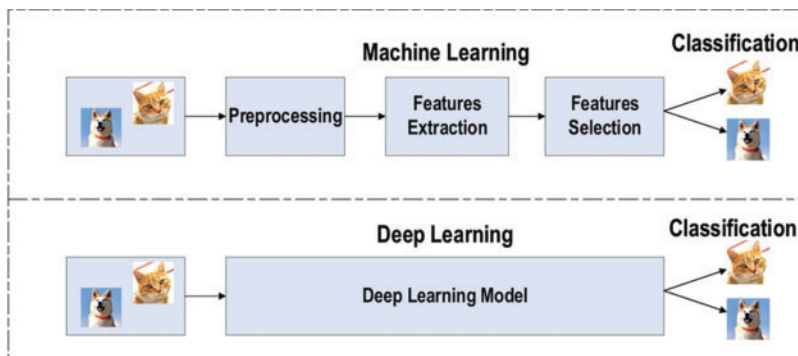 Machine Learning
Classification
Preprocessing
Features
Extraction
Features
Selection
Deep Learning
Classification
Deep Learning Model